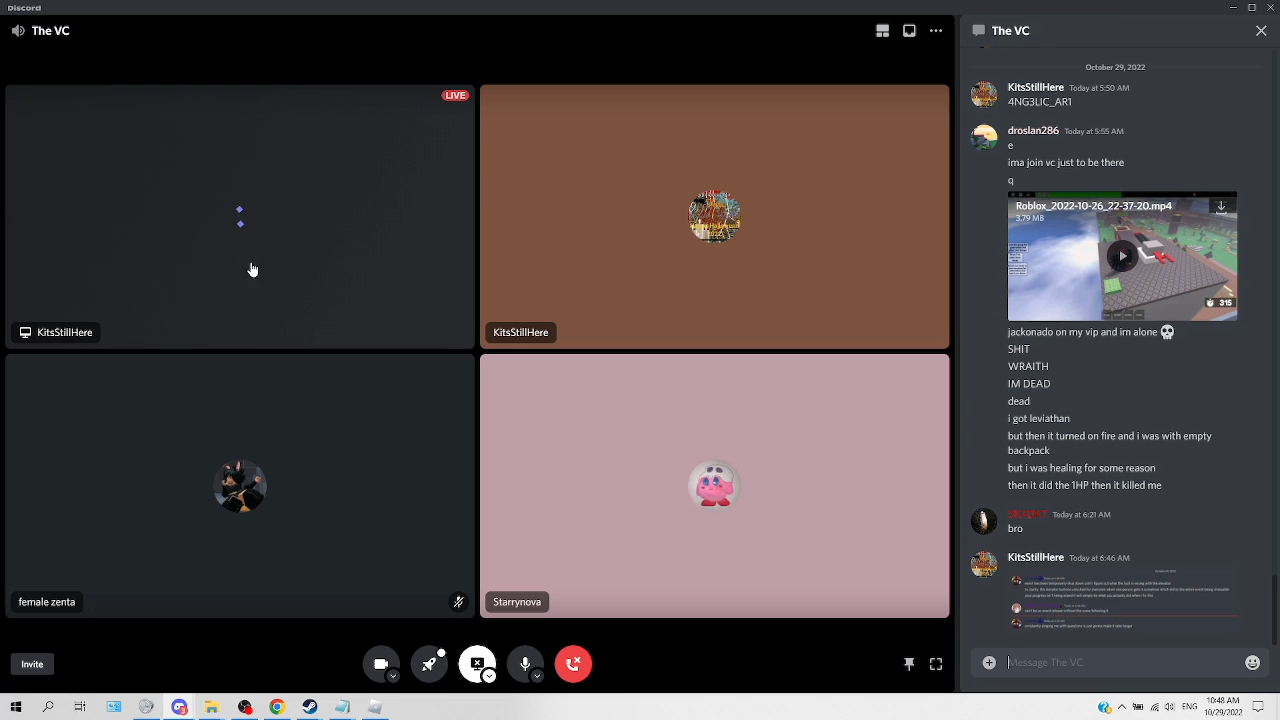 Discord
The VC
LIVE
KitsStillHere
KitsStillHere
female zenta
Starrynova
Invite
The VC
October 29, 2022
KitsStillHere Today at 5:50 AM
4NG3LIC_AR1
drogan286 Today at 5:55 AM
e
ima join vc just to be there
q
Roblox_2022-10-26_22-37-20.mp4
3.79 MB
315
jackonado on my vip and im alone
SHIT
WRAITH
IM DEAD
dead
i got leviathan
but then it turned on fire and i was with empty
backpack
but i was healing for some reason
then it did the 1HP then it killed me
Today at 6:21 AM
bro
KitsStillHere Today at 6:46 AM
Message The VC
10:48 AM
10/29/2022